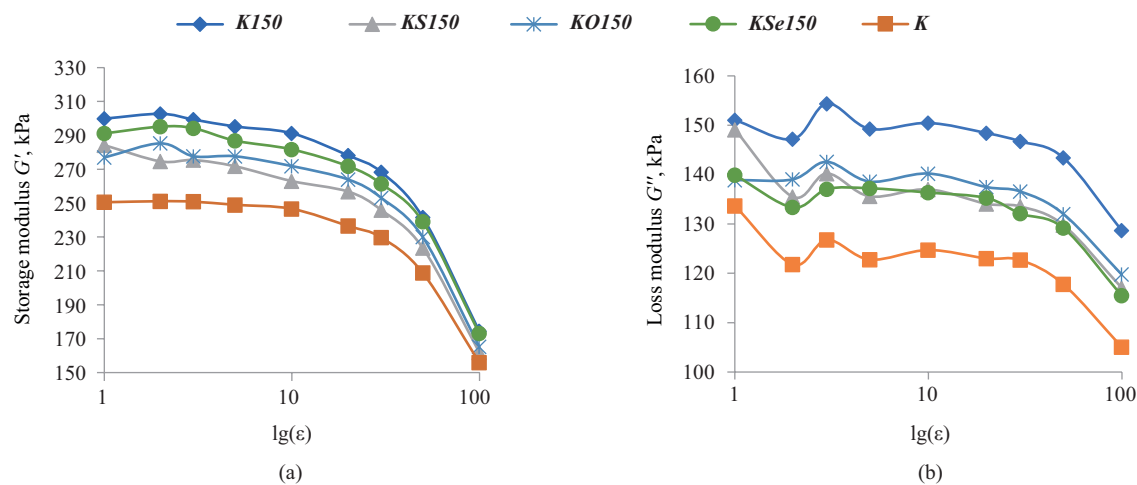 K150 KS150 KO150 KSe150 K
330
310
290
270
250
230
210
190
170
150
Storage modulus G′, kPa
1 10 100
lg(ε)
(a)
160
150
140
130
120
110
100
Loss modulus G″, kPa
1 10 100
lg(ε)
(b)